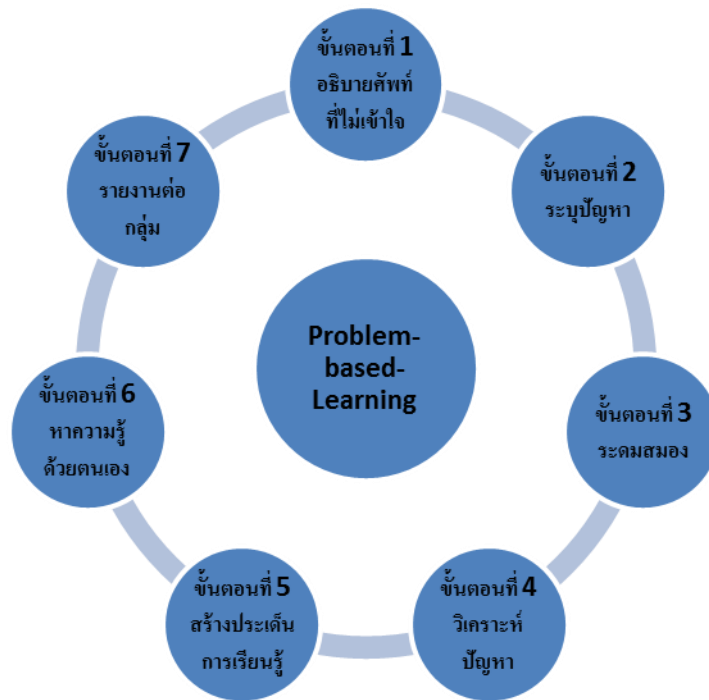 ขั้นตอนที่ 1
อธิบายศัพท์
ที่ไม่เข้าใจ
ขั้นตอนที่ 2
ระบุปัญหา
ขั้นตอนที่ 3
ระดมสมอง
ขั้นตอนที่ 4
วิเคราะห์
ปัญหา
ขั้นตอนที่ 5
สร้างประเด็น
การเรียนรู้
ขั้นตอนที่ 6
หาความรู้
ด้วยตนเอง
ขั้นตอนที่ 7
รายงานต่อ
กลุ่ม
Problem-
based-
Learning